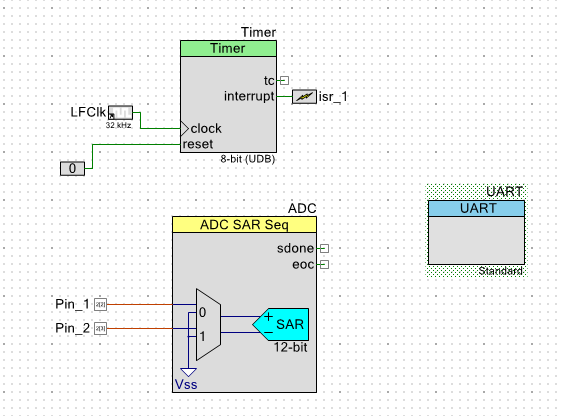 Timer
Timer
tc
interrupt
isr_1
LFClk
32 kHz
clock
reset
0
8-bit (UDB)
ADC
ADC SAR Seq
sdone
eoc
Pin_1
Pin_2
0
1
+
SAR
-
12-bit
Vss
UART
UART
Standard